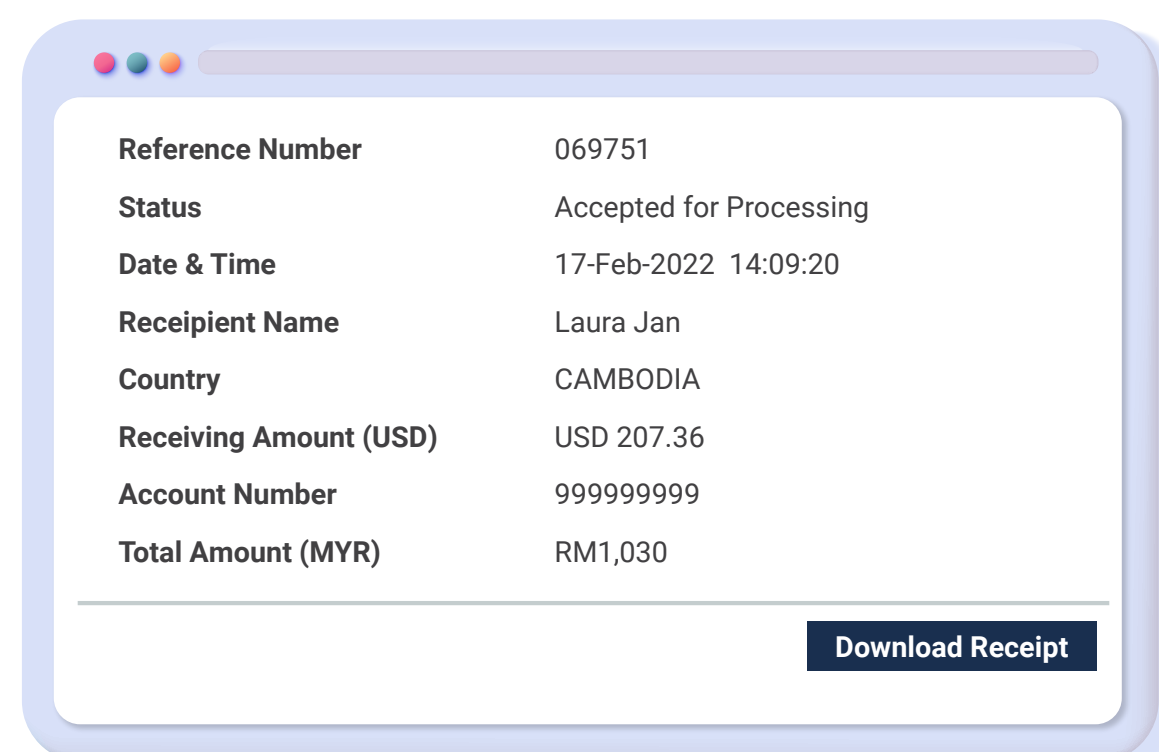 Reference Number 069751
Status Accepted for Processing
Date & Time 17-Feb-2022 14:09:20
Receipient Name Laura Jan
Country CAMBODIA
Receiving Amount (USD) USD 207.36
Account Number 999999999
Total Amount (MYR) RM1,030
Download Receipt